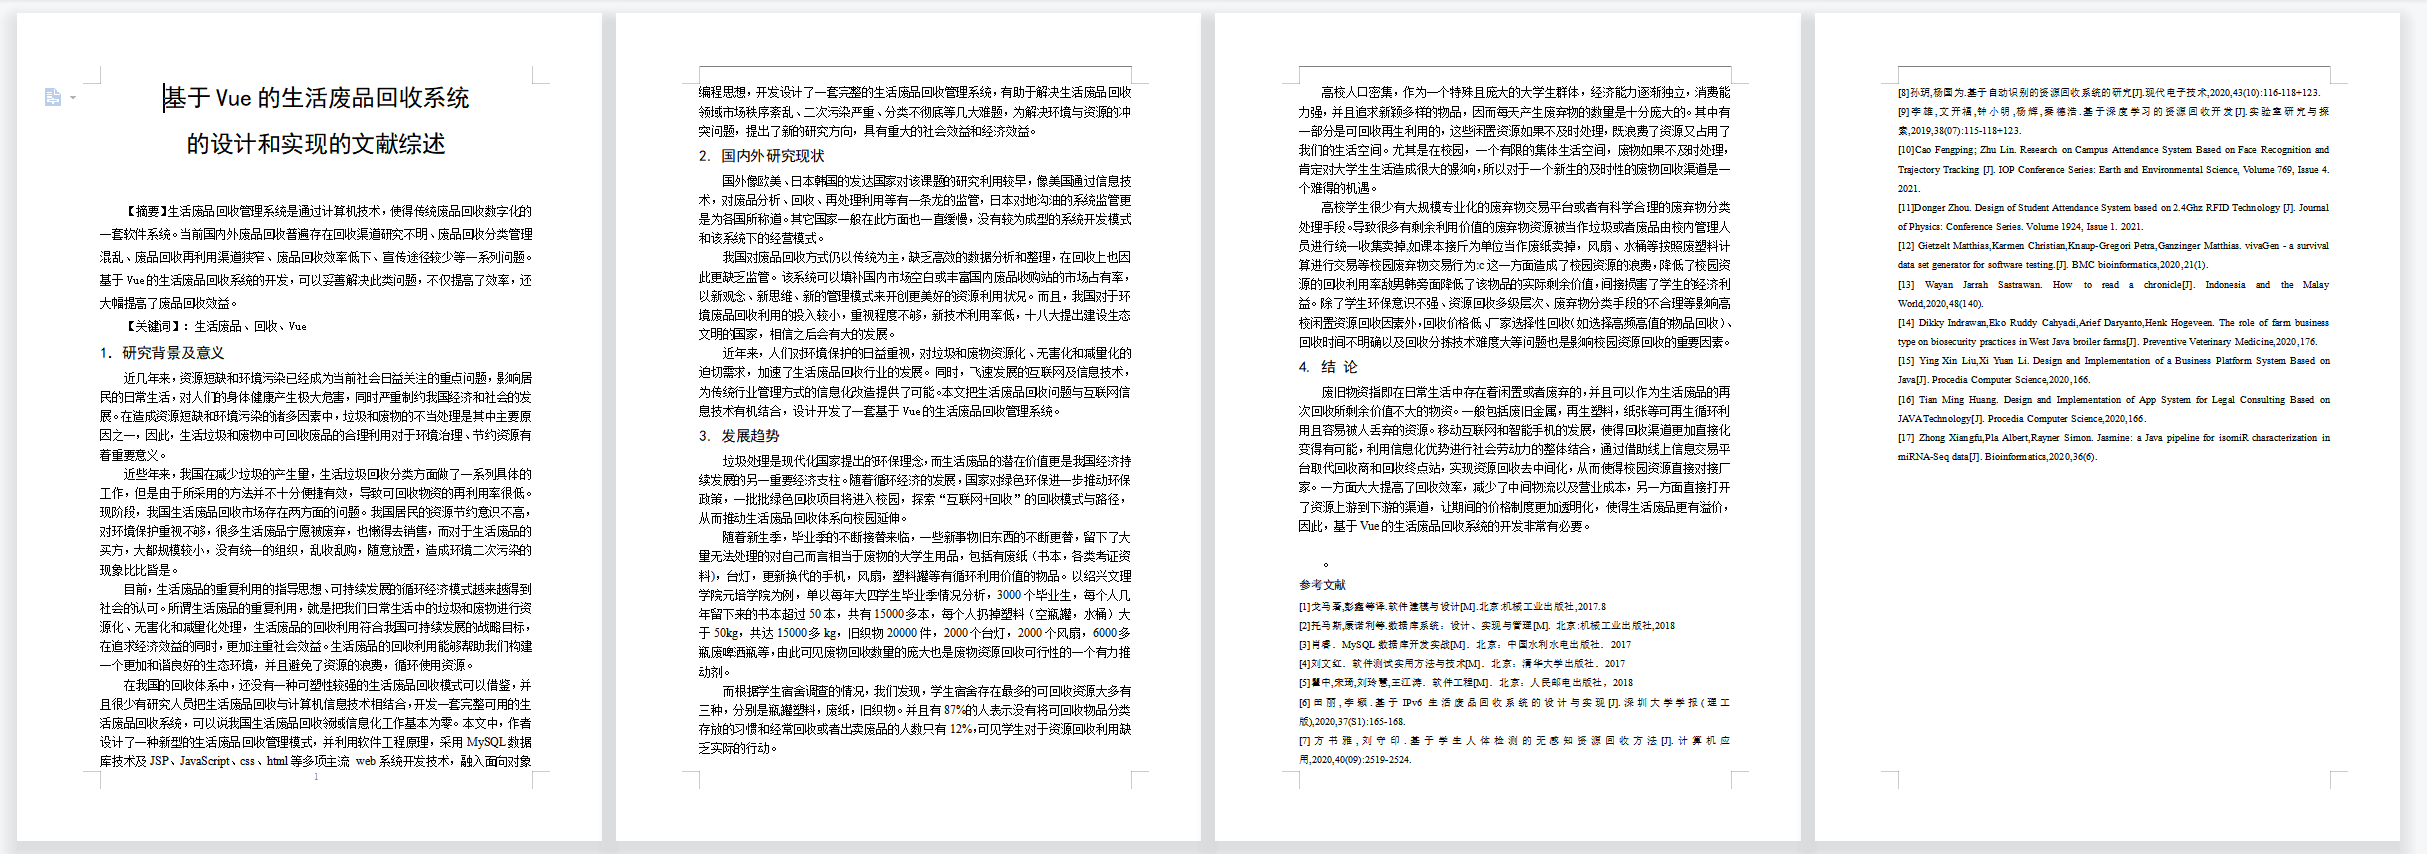 基于 Vue 的生活废品回收系统
的设计和实现的文献综述
【摘要】生活废品回收管理系统是通过计算机技术，使得传统废品回收数字化的
一套软件系统。当前国内外废品回收普遍存在回收渠道研究不明、废品回收分类管理
混乱、废品回收再利用渠道狭窄、废品回收效率低下、宣传途径较少等一系列问题。
基于 Vue 的生活废品回收系统的开发，可以妥善解决此类问题，不仅提高了效率，还
大幅提高了废品回收效益。
【关键词】：生活废品、回收、Vue
1. 研究背景及意义
近几年来，资源短缺和环境污染已经成为当前社会日益关注的重点问题，影响居
民的日常生活，对人们的身体健康产生极大危害，同时严重制约我国经济和社会的发
展。在造成资源短缺和环境污染的诸多因素中，垃圾和废物的不当处理是其中主要原
因之一，因此，生活垃圾和废物中可回收废品的合理利用对于环境治理、节约资源有
着重要意义。
近些年来，我国在减少垃圾的产生量，生活垃圾回收分类方面做了一系列具体的
工作，但是由于所采用的方法并不十分便捷有效，导致可回收物资的再利用率很低。
现阶段，我国生活废品回收市场存在两方面的问题。我国居民的资源节约意识不高，
对环境保护重视不够，很多生活废品宁愿被废弃，也懒得去销售，而对于生活废品的
买方，大都规模较小，没有统一的组织，乱收乱购，随意放置，造成环境二次污染的
现象比比皆是。
目前，生活废品的重复利用的指导思想、可持续发展的循环经济模式越来越得到
社会的认可。所谓生活废品的重复利用，就是把我们日常生活中的垃圾和废物进行资
源化、无害化和减量化处理，生活废品的回收利用符合我国可持续发展的战略目标，
在追求经济效益的同时，更加注重社会效益。生活废品的回收利用能够帮助我们构建
一个更加和谐良好的生态环境，并且避免了资源的浪费，循环使用资源。
在我国的回收体系中，还没有一种可塑性较强的生活废品回收模式可以借鉴，并
且很少有研究人员把生活废品回收与计算机信息技术相结合，开发一套完整可用的生
活废品回收系统，可以说我国生活废品回收领域信息化工作基本为零。本文中，作者
设计了一种新型的生活废品回收管理模式，并利用软件工程原理，采用 MySQL 数据
库技术及 JSP、JavaScript、css、html 等多项主流 web 系统开发技术，融入面向对象
1
编程思想，开发设计了一套完整的生活废品回收管理系统，有助于解决生活废品回收
领域市场秩序紊乱、二次污染严重、分类不彻底等几大难题，为解决环境与资源的冲
突问题，提出了新的研究方向，具有重大的社会效益和经济效益。
2. 国内外研究现状
国外像欧美、日本韩国的发达国家对该课题的研究利用较早，像美国通过信息技
术，对废品分析、回收、再处理利用等有一条龙的监管，日本对地沟油的系统监管更
是为各国所称道。其它国家一般在此方面也一直缓慢，没有较为成型的系统开发模式
和该系统下的经营模式。
我国对废品回收方式仍以传统为主，缺乏高效的数据分析和整理，在回收上也因
此更缺乏监管。该系统可以填补国内市场空白或丰富国内废品收购站的市场占有率，
以新观念、新思维、新的管理模式来开创更美好的资源利用状况。而且，我国对于环
境废品回收利用的投入较小，重视程度不够，新技术利用率低，十八大提出建设生态
文明的国家，相信之后会有大的发展。
近年来，人们对环境保护的日益重视，对垃圾和废物资源化、无害化和减量化的
迫切需求，加速了生活废品回收行业的发展。同时，飞速发展的互联网及信息技术，
为传统行业管理方式的信息化改造提供了可能。本文把生活废品回收问题与互联网信
息技术有机结合，设计开发了一套基于 Vue 的生活废品回收管理系统。
3. 发展趋势
垃圾处理是现代化国家提出的环保理念，而生活废品的潜在价值更是我国经济持
续发展的另一重要经济支柱。随着循环经济的发展，国家对绿色环保进一步推动环保
政策，一批批绿色回收项目将进入校园，探索“互联网+回收”的回收模式与路径，
从而推动生活废品回收体系向校园延伸。
随着新生季，毕业季的不断接替来临，一些新事物旧东西的不断更替，留下了大
量无法处理的对自己而言相当于废物的大学生用品，包括有废纸（书本，各类考证资
料），台灯，更新换代的手机，风扇，塑料罐等有循环利用价值的物品。以绍兴文理
学院元培学院为例，单以每年大四学生毕业季情况分析，3000 个毕业生，每个人几
年留下来的书本超过 50 本，共有 15000 多本，每个人扔掉塑料（空瓶罐，水桶）大
于 50kg，共达 15000 多 kg，旧织物 20000 件，2000 个台灯，2000 个风扇，6000 多
瓶废啤酒瓶等，由此可见废物回收数量的庞大也是废物资源回收可行性的一个有力推
动剂。
而根据学生宿舍调查的情况，我们发现，学生宿舍存在最多的可回收资源大多有
三种，分别是瓶罐塑料，废纸，旧织物。并且有 87%的人表示没有将可回收物品分类
存放的习惯和经常回收或者出卖废品的人数只有 12%，可见学生对于资源回收利用缺
乏实际的行动。
高校人口密集，作为一个特殊且庞大的大学生群体，经济能力逐渐独立，消费能
力强，并且追求新颖多样的物品，因而每天产生废弃物的数量是十分庞大的。其中有
一部分是可回收再生利用的，这些闲置资源如果不及时处理，既浪费了资源又占用了
我们的生活空间。尤其是在校园，一个有限的集体生活空间，废物如果不及时处理，
肯定对大学生生活造成很大的影响，所以对于一个新生的及时性的废物回收渠道是一
个难得的机遇。
高校学生很少有大规模专业化的废弃物交易平台或者有科学合理的废弃物分类
处理手段。导致很多有剩余利用价值的废弃物资源被当作垃圾或者废品由校内管理人
员进行统一收集卖掉，如课本接斤为单位当作废纸卖掉，风扇、水桶等按照废塑料计
算进行交易等校园废弃物交易行为:c 这一方面造成了校园资源的浪费，降低了校园资
源的回收利用率敌男韩旁面降低了该物品的实际剩余价值，间接损害了学生的经济利
益。除了学生环保意识不强、资源回收多级层次、废弃物分类手段的不合理等影响高
校闲置资源回收因素外，回收价格低、厂家选择性回收（如选择高频高值的物品回收）、
回收时间不明确以及回收分拣技术难度大等问题也是影响校园资源回收的重要因素。
4. 结 论
废旧物资指即在日常生活中存在着闲置或者废弃的，并且可以作为生活废品的再
次回收所剩余价值不大的物资。一般包括废旧金属，再生塑料，纸张等可再生循环利
用且容易被人丢弃的资源。移动互联网和智能手机的发展，使得回收渠道更加直接化
变得有可能，利用信息化优势进行社会劳动力的整体结合，通过借助线上信息交易平
台取代回收商和回收终点站，实现资源回收去中间化，从而使得校园资源直接对接厂
家。一方面大大提高了回收效率，减少了中间物流以及营业成本，另一方面直接打开
了资源上游到下游的渠道，让期间的价格制度更加透明化，使得生活废品更有溢价，
因此，基于 Vue 的生活废品回收系统的开发非常有必要。
。
参考文献
[1]戈马著,彭鑫等译.软件建模与设计[M].北京:机械工业出版社,2017.8
[2]托马斯,康诺利等.数据库系统：设计、实现与管理[M]. 北京:机械工业出版社,2018
[3]肖睿．MySQL 数据库开发实战[M]．北京：中国水利水电出版社．2017
[4]刘文红．软件测试实用方法与技术[M]．北京：清华大学出版社．2017
[5]瞿中,宋琦,刘玲慧,王江涛．软件工程[M]．北京：人民邮电出版社，2018
[6]田丽,李颖.基于 IPv6 生活废品回收系统的设计与实现[J].深圳大学学报(理工
版),2020,37(S1):165-168.
[7]方书雅,刘守印.基于学生人体检测的无感知资源回收方法[J].计算机应
用,2020,40(09):2519-2524.
[8]孙玥,杨国为.基于自动识别的资源回收系统的研究[J].现代电子技术,2020,43(10):116-118+123.
[9]李雄,文开福,钟小明,杨辉,秦德浩.基于深度学习的资源回收开发[J].实验室研究与探
索,2019,38(07):115-118+123.
[10]Cao Fengping; Zhu Lin. Research on Campus Attendance System Based on Face Recognition and
Trajectory Tracking [J]. IOP Conference Series: Earth and Environmental Science, Volume 769, Issue 4.
2021.
[11]Donger Zhou. Design of Student Attendance System based on 2.4Ghz RFID Technology [J]. Journal
of Physics: Conference Series. Volume 1924, Issue 1. 2021.
[12] Gietzelt Matthias,Karmen Christian,Knaup-Gregori Petra,Ganzinger Matthias. vivaGen - a survival
data set generator for software testing.[J]. BMC bioinformatics,2020,21(1).
[13] Wayan Jarrah Sastrawan. How to read a chronicle[J]. Indonesia and the Malay
World,2020,48(140).
[14] Dikky Indrawan,Eko Ruddy Cahyadi,Arief Daryanto,Henk Hogeveen. The role of farm business
type on biosecurity practices in West Java broiler farms[J]. Preventive Veterinary Medicine,2020,176.
[15] Ying Xin Liu,Xi Yuan Li. Design and Implementation of a Business Platform System Based on
Java[J]. Procedia Computer Science,2020,166.
[16] Tian Ming Huang. Design and Implementation of App System for Legal Consulting Based on
JAVA Technology[J]. Procedia Computer Science,2020,166.
[17] Zhong Xiangfu,Pla Albert,Rayner Simon. Jasmine: a Java pipeline for isomiR characterization in
miRNA-Seq data[J]. Bioinformatics,2020,36(6).